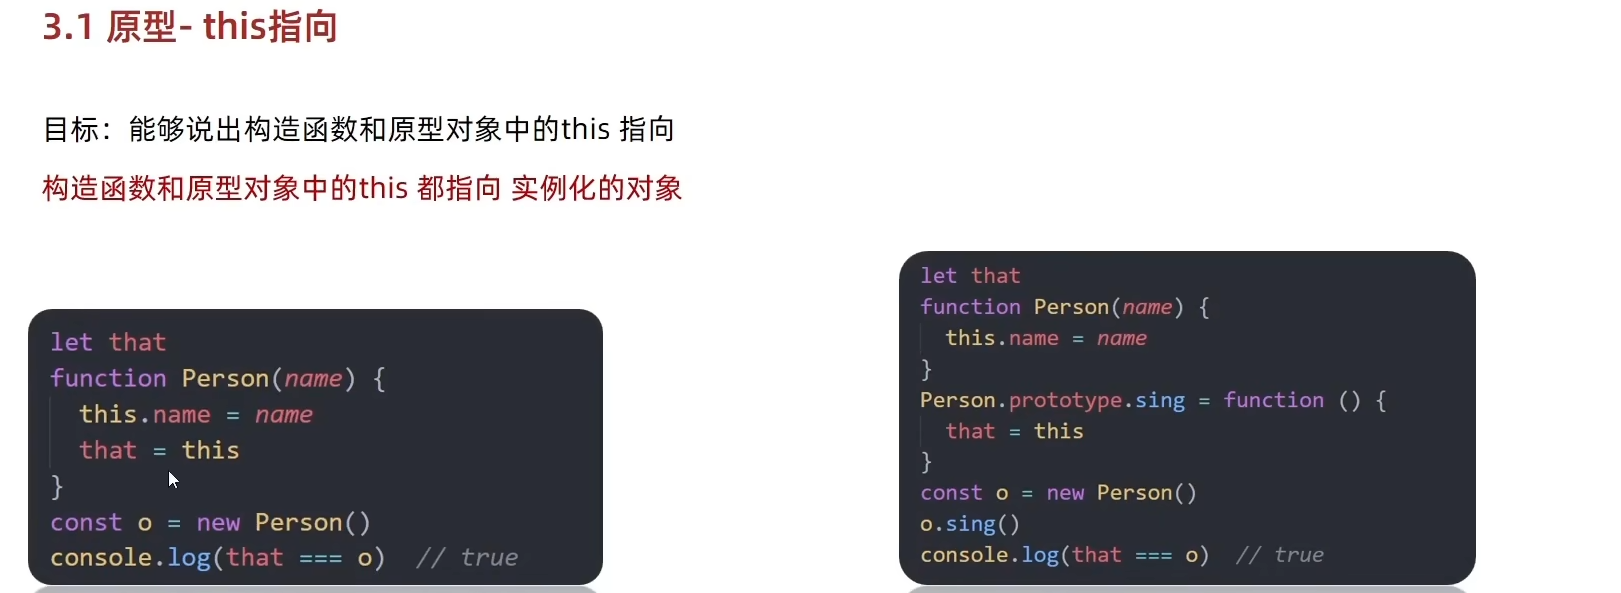 3.1 原型- this指向
目标：能够说出构造函数和原型对象中的this 指向
构造函数和原型对象中的this 都指向 实例化的对象
let that
function Person(name) {
  this.name = name
  that = this
}
const o = new Person()
console.log(that === o)  // true
let that
function Person(name) {
  this.name = name
}
Person.prototype.sing = function () {
  that = this
}
const o = new Person()
o.sing()
console.log(that === o)  // true